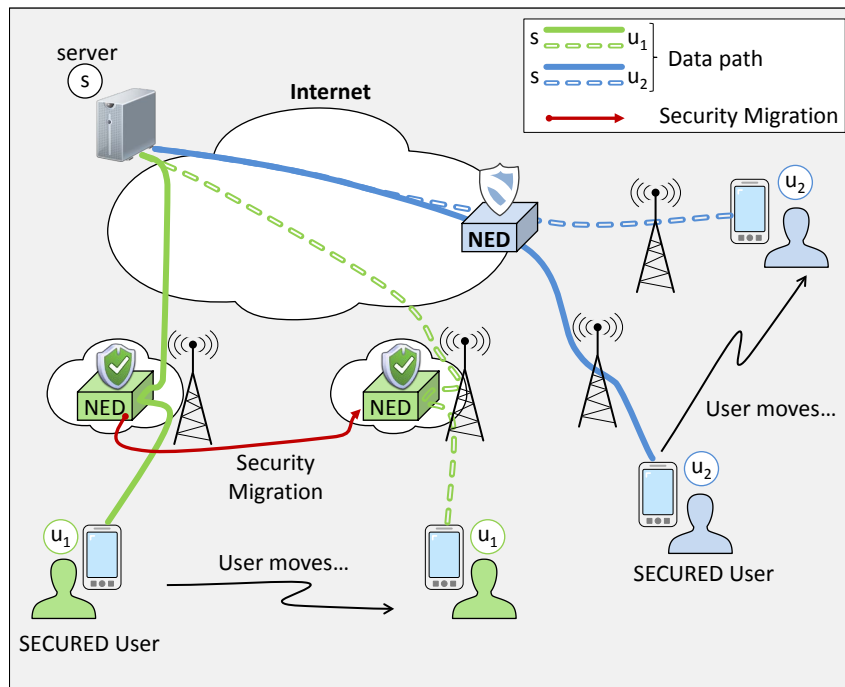 server
s
Internet
s u1
s u2
Data path
Security Migration
NED
u2
NED
NED
User moves…
Security
Migration
u2
u1
u1
User moves…
SECURED User
SECURED User